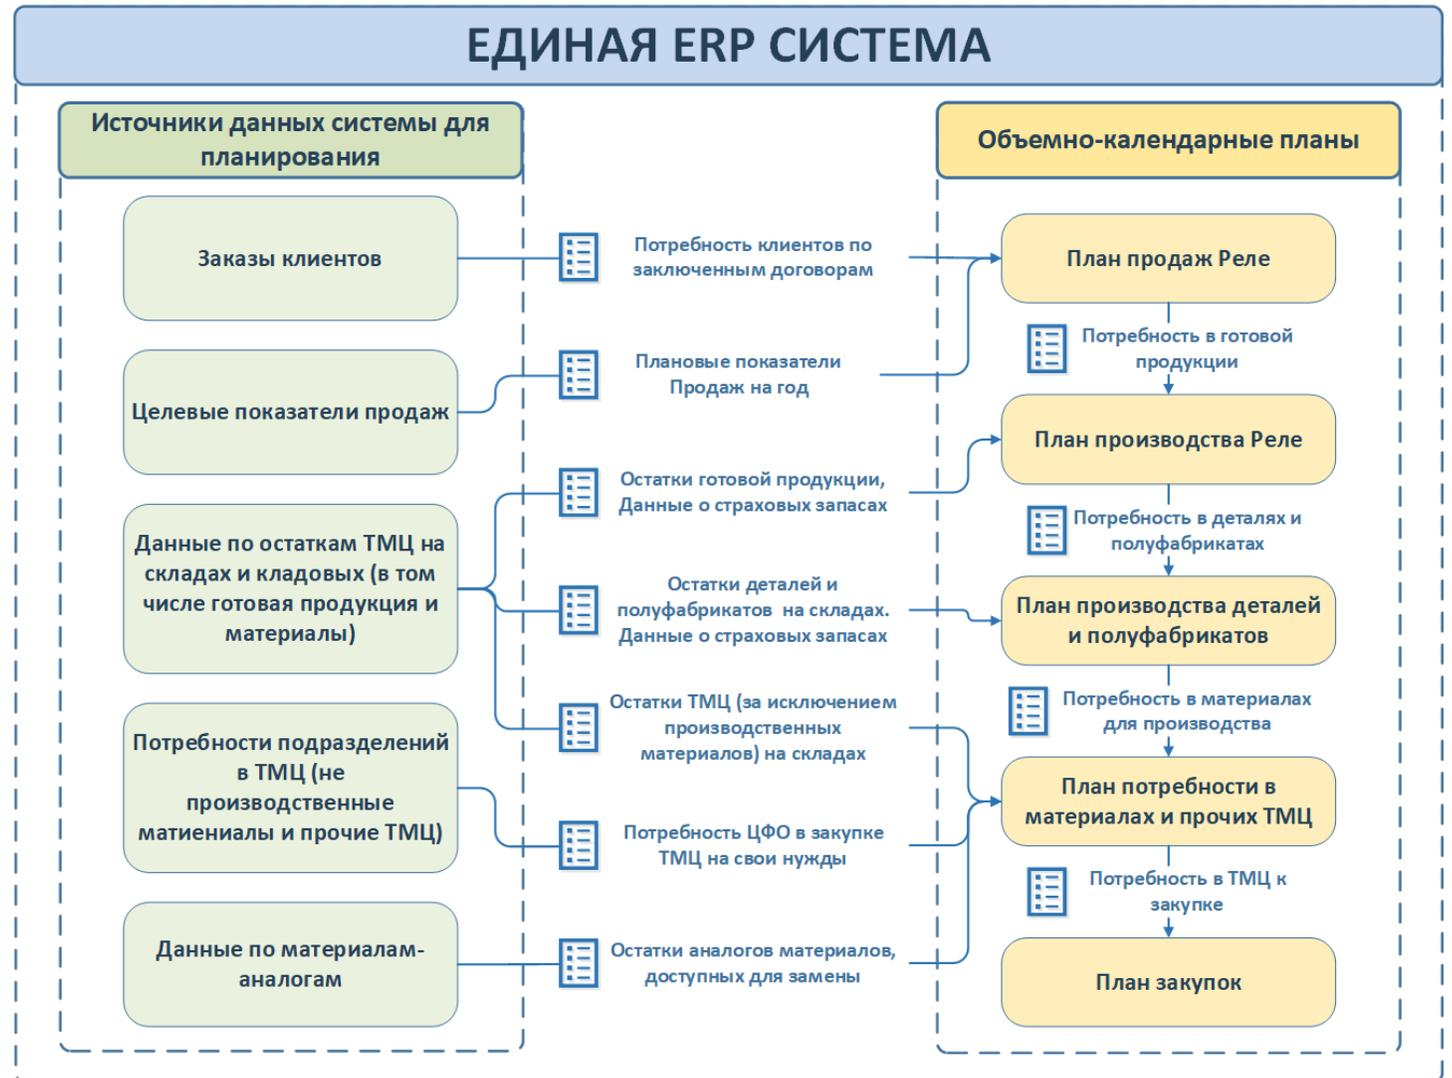 ЕДИНАЯ ERP СИСТЕМА
Источники данных системы для
планирования
Заказы клиентов
Целевые показатели продаж
Данные по остаткам ТМЦ на
складах и кладовых (в том
числе готовая продукция и
материалы)
Потребности подразделений
в ТМЦ (не
производственные
матиениалы и прочие ТМЦ)
Данные по материалам-
аналогам
Потребность клиентов по
заключенным договорам
Плановые показатели
Продаж на год
Остатки готовой продукции,
Данные о страховых запасах
Остатки деталей и
полуфабрикатов на складах.
Данные о страховых запасах
Остатки ТМЦ (за исключением
производственных
материалов) на складах
Потребность ЦФО в закупке
ТМЦ на свои нужды
Остатки аналогов материалов,
доступных для замены
Объемно-календарные планы
План продаж Реле
Потребность в готовой
продукции
План производства Реле
Потребность в деталях и
полуфабрикатах
План производства деталей
и полуфабрикатов
Потребность в материалах
для производства
План потребности в
материалах и прочих ТМЦ
Потребность в ТМЦ к
закупке
План закупок